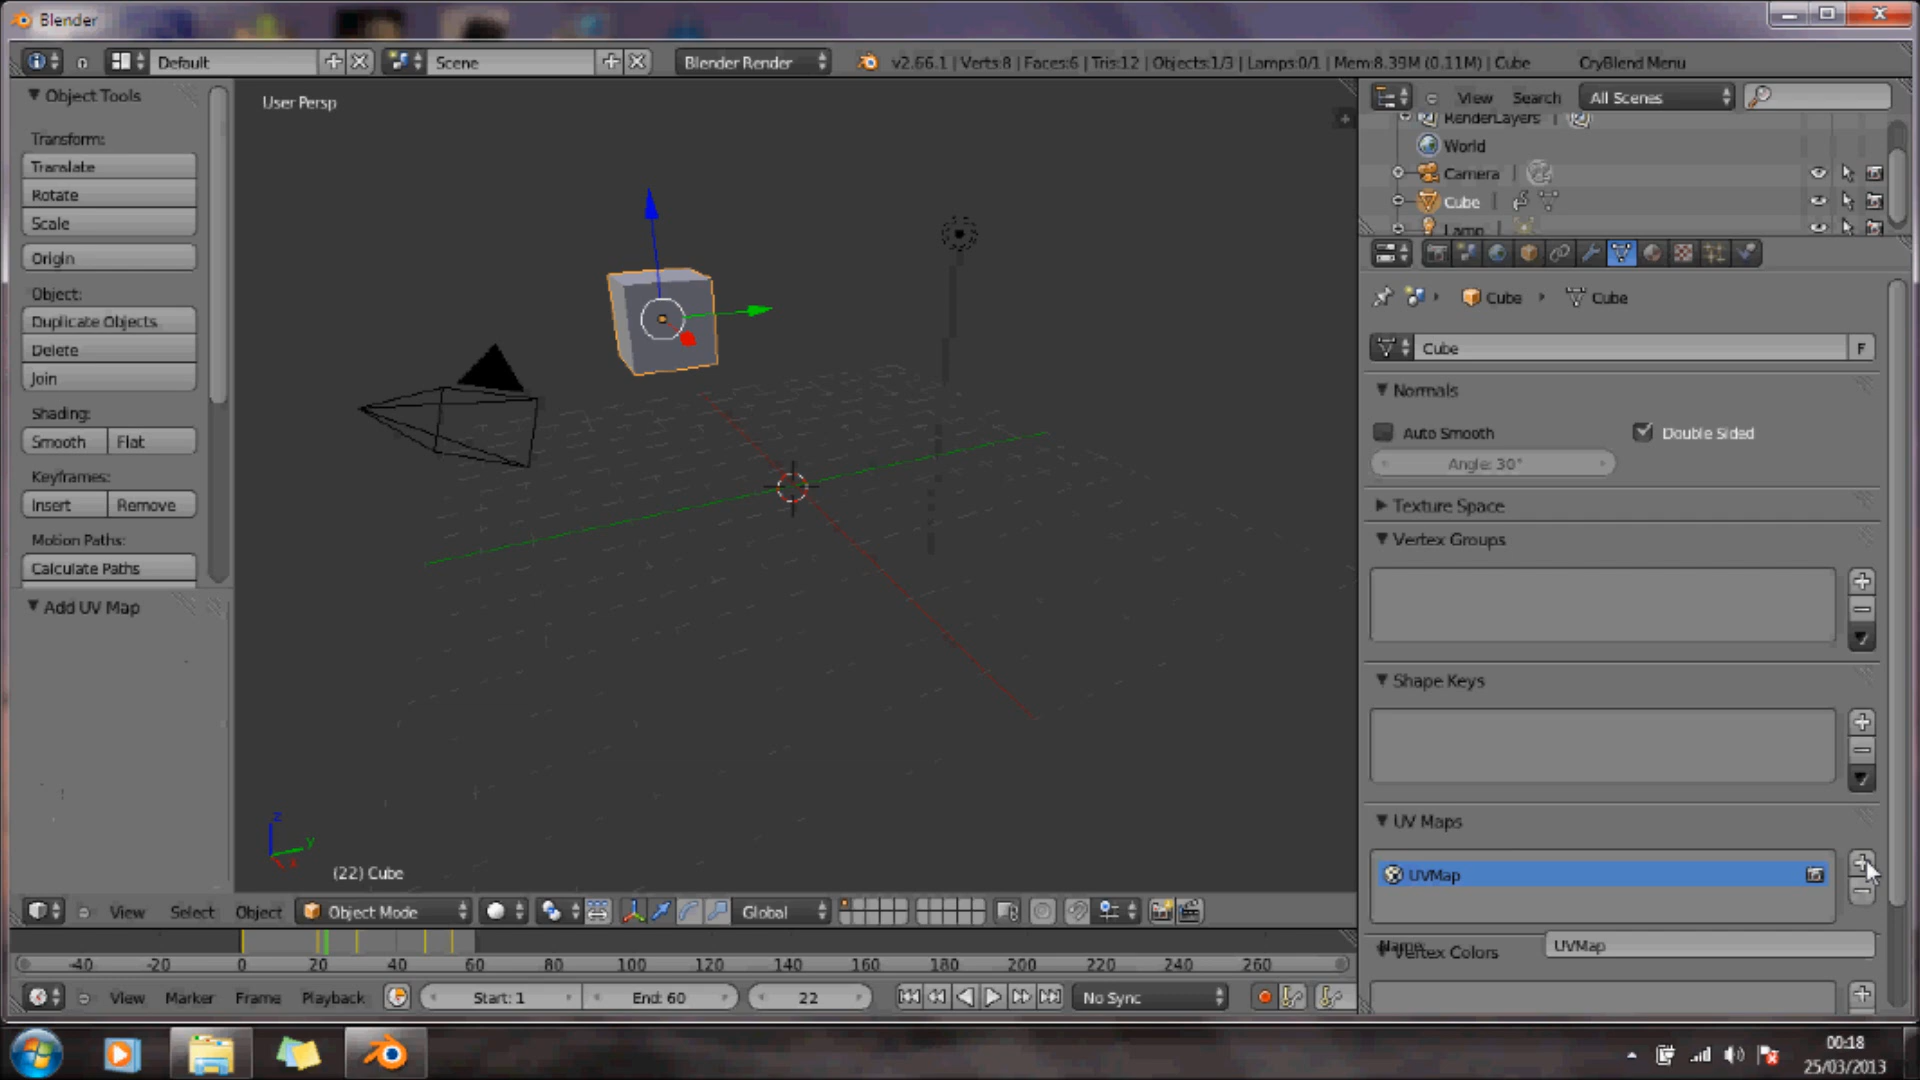 Blender
Default
Scene
Blender Render
v2.66.1 | Verts:8 | Faces:6 | Tris:12 | Objects:1/3 | Lamps:0/1 | Mem:8.39M (0.11M) | Cube
CryBlend Menu
Object Tools
Transform:
Translate
Rotate
Scale
Origin
Object:
Duplicate Objects
Delete
Join
Shading:
Smooth
Flat
Keyframes:
Insert
Remove
Motion Paths:
Calculate Paths
Add UV Map
User Persp
z
y
x
(22) Cube
View
Select
Object
Object Mode
Global
-40 -20 0 20 40 60 80 100 120 140 160 180 200 220 240 260
View
Marker
Frame
Playback
Start: 1
End: 60
22
No Sync
View
Search
All Scenes
RenderLayers
World
Camera
Cube
Lamp
Cube
Cube
Cube
F
Normals
Auto Smooth
Double Sided
Angle: 30°
Texture Space
Vertex Groups
Shape Keys
UV Maps
UVMap
Name:
UVMap
Vertex Colors
00:18
25/03/2013